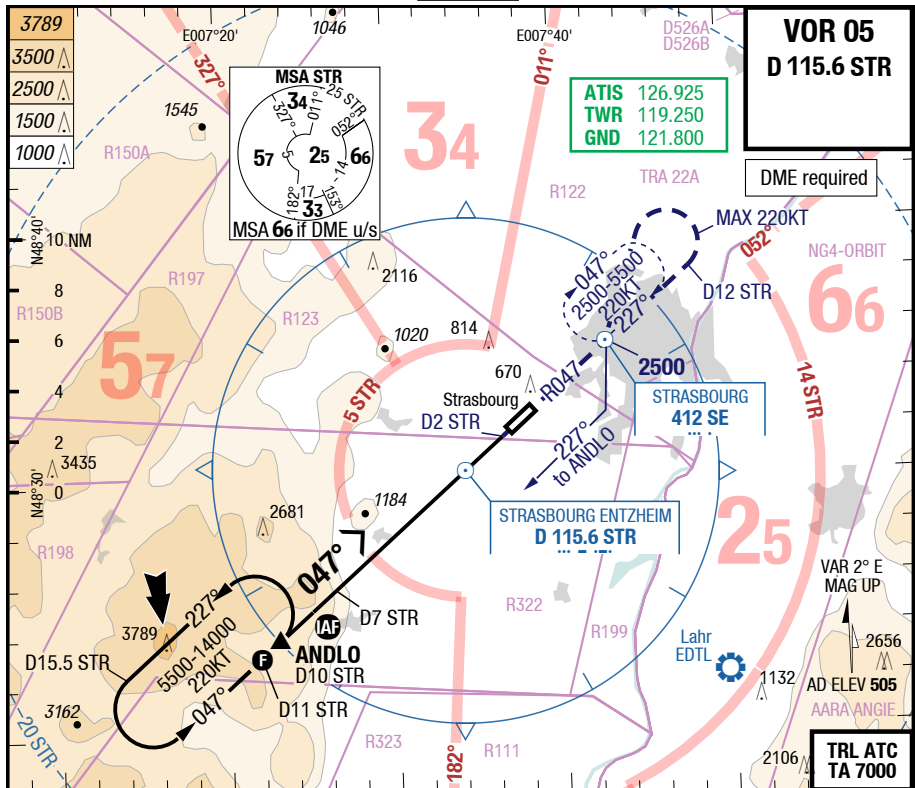 3789
3500
2500
1500
1000
1046
E007°20'
E007°40'
D526A
D526B
VOR 05
D 115.6 STR
327°
011°
MSA STR
25 STR
34
327°
011°
052°
57
5
25
14
66
182°
17
153°
33
MSA 66 if DME u/s
1545
R150A
34
ATIS 126.925
TWR 119.250
GND 121.800
DME required
TRA 22A
R122
MAX 220KT
052°
NG4-ORBIT
N48°40'
10 NM
8
6
4
2
0
N48°30'
R197
R150B
2116
R123
57
1020
814
670
047°
2500-5500
220KT
227°
D12 STR
66
14 STR
2500
R047
Strasbourg
D2 STR
5 STR
STRASBOURG
412 SE
227°
to ANDLO
3435
2681
1184
STRASBOURG ENTZHEIM
D 115.6 STR
25
R198
047°
VAR 2° E
MAG UP
227°
3789
5500-14000
220KT
047°
D15.5 STR
D7 STR
IAF
ANDLO
D10 STR
F
D11 STR
R322
R199
Lahr
EDTL
2656
1132
AD ELEV 505
AARA ANGIE
3162
20 STR
R323
182°
R111
2106
TRL ATC
TA 7000